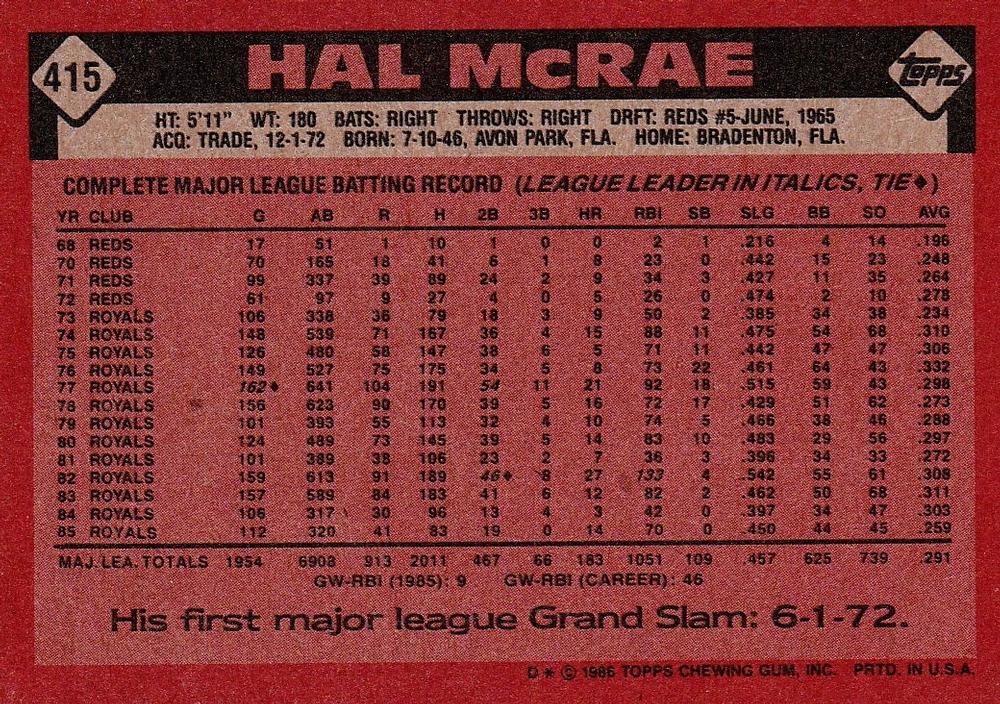 415 HAL McRAE Topps
HT: 5'11" WT: 180 BATS: RIGHT THROWS: RIGHT DRFT: REDS #5-JUNE, 1965
ACQ: TRADE, 12-1-72 BORN: 7-10-46, AVON PARK, FLA. HOME: BRADENTON, FLA.
COMPLETE MAJOR LEAGUE BATTING RECORD (LEAGUE LEADER IN ITALICS, TIE♦)
YR CLUB G AB R H 2B 3B HR RBI SB SLG BB SO AVG
68 REDS 17 51 1 10 1 0 0 2 1 .216 4 14 .196
70 REDS 70 165 18 41 6 1 8 23 0 .442 15 23 .248
71 REDS 99 337 39 89 24 2 9 34 3 .427 11 35 .264
72 REDS 61 97 9 27 4 0 5 26 0 .474 2 10 .278
73 ROYALS 106 338 36 79 18 3 9 50 2 .385 34 38 .234
74 ROYALS 148 539 71 167 36 4 15 88 11 .475 54 68 .310
75 ROYALS 126 480 58 147 38 6 5 71 11 .442 47 47 .306
76 ROYALS 149 527 75 175 34 5 8 73 22 .461 64 43 .332
77 ROYALS 162♦ 641 104 191 54 11 21 92 18 .515 59 43 .298
78 ROYALS 156 623 90 170 39 5 16 72 17 .429 51 62 .273
79 ROYALS 101 393 55 113 32 4 10 74 5 .466 38 46 .288
80 ROYALS 124 489 73 145 39 5 14 83 10 .483 29 56 .297
81 ROYALS 101 389 38 106 23 2 7 36 3 .396 34 33 .272
82 ROYALS 159 613 91 189 46♦ 8 27 133 4 .542 55 61 .308
83 ROYALS 157 589 84 183 41 6 12 82 2 .462 50 68 .311
84 ROYALS 106 317 30 96 13 4 3 42 0 .397 34 47 .303
85 ROYALS 112 320 41 83 19 0 14 70 0 .450 44 45 .259
MAJ. LEA. TOTALS 1954 6908 913 2011 467 66 183 1051 109 .457 625 739 .291
GW-RBI (1985): 9 GW-RBI (CAREER): 46
His first major league Grand Slam: 6-1-72.
D * © 1986 TOPPS CHEWING GUM, INC. PRTD. IN U.S.A.